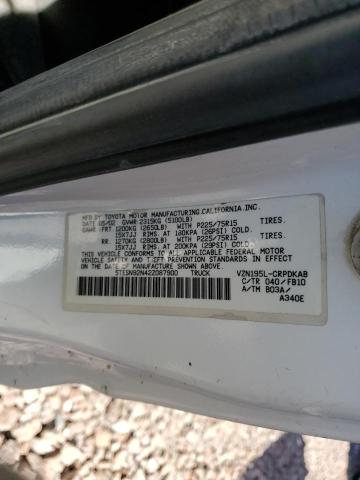 MFD. BY:
TOYOTA MOTOR MANUFACTURING, CALIFORNIA, INC.
DATE 05/02 GVWR 2315KG (5100LB)
GAWR (FRT 1200KG (2650LB) WITH P225/75R15 TIRES.
15X7JJ RIMS. AT 180KPA (26PSI) COLD
RR 1270KG (2800LB) WITH P225/75R15 TIRES.
15X7JJ RIMS. AT 200KPA (29PSI) COLD
THIS VEHICLE CONFORMS TO ALL APPLICABLE FEDERAL MOTOR
VEHICLE SAFETY AND THEFT PREVENTION STANDARDS IN
EFFECT ON THE DATE OF MANUFACTURE SHOWN ABOVE.
5TESN92N42Z087900 TRUCK
VZN195L-CRPDKAB
C/TR 040/FB10
A/TM B03A/
A340E